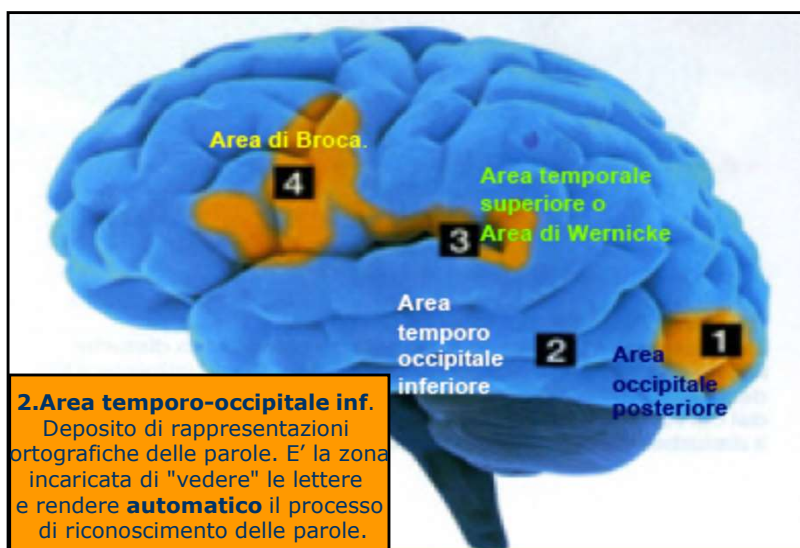 Area di Broca.
4
Area temporale
superiore o
Area di Wernicke
3
Area
temporo
occipitale
inferiore
2
1
Area
occipitale
posteriore
2.Area temporo-occipitale inf.
Deposito di rappresentazioni
ortografiche delle parole. E’ la zona
incaricata di "vedere" le lettere
e rendere automatico il processo
di riconoscimento delle parole.